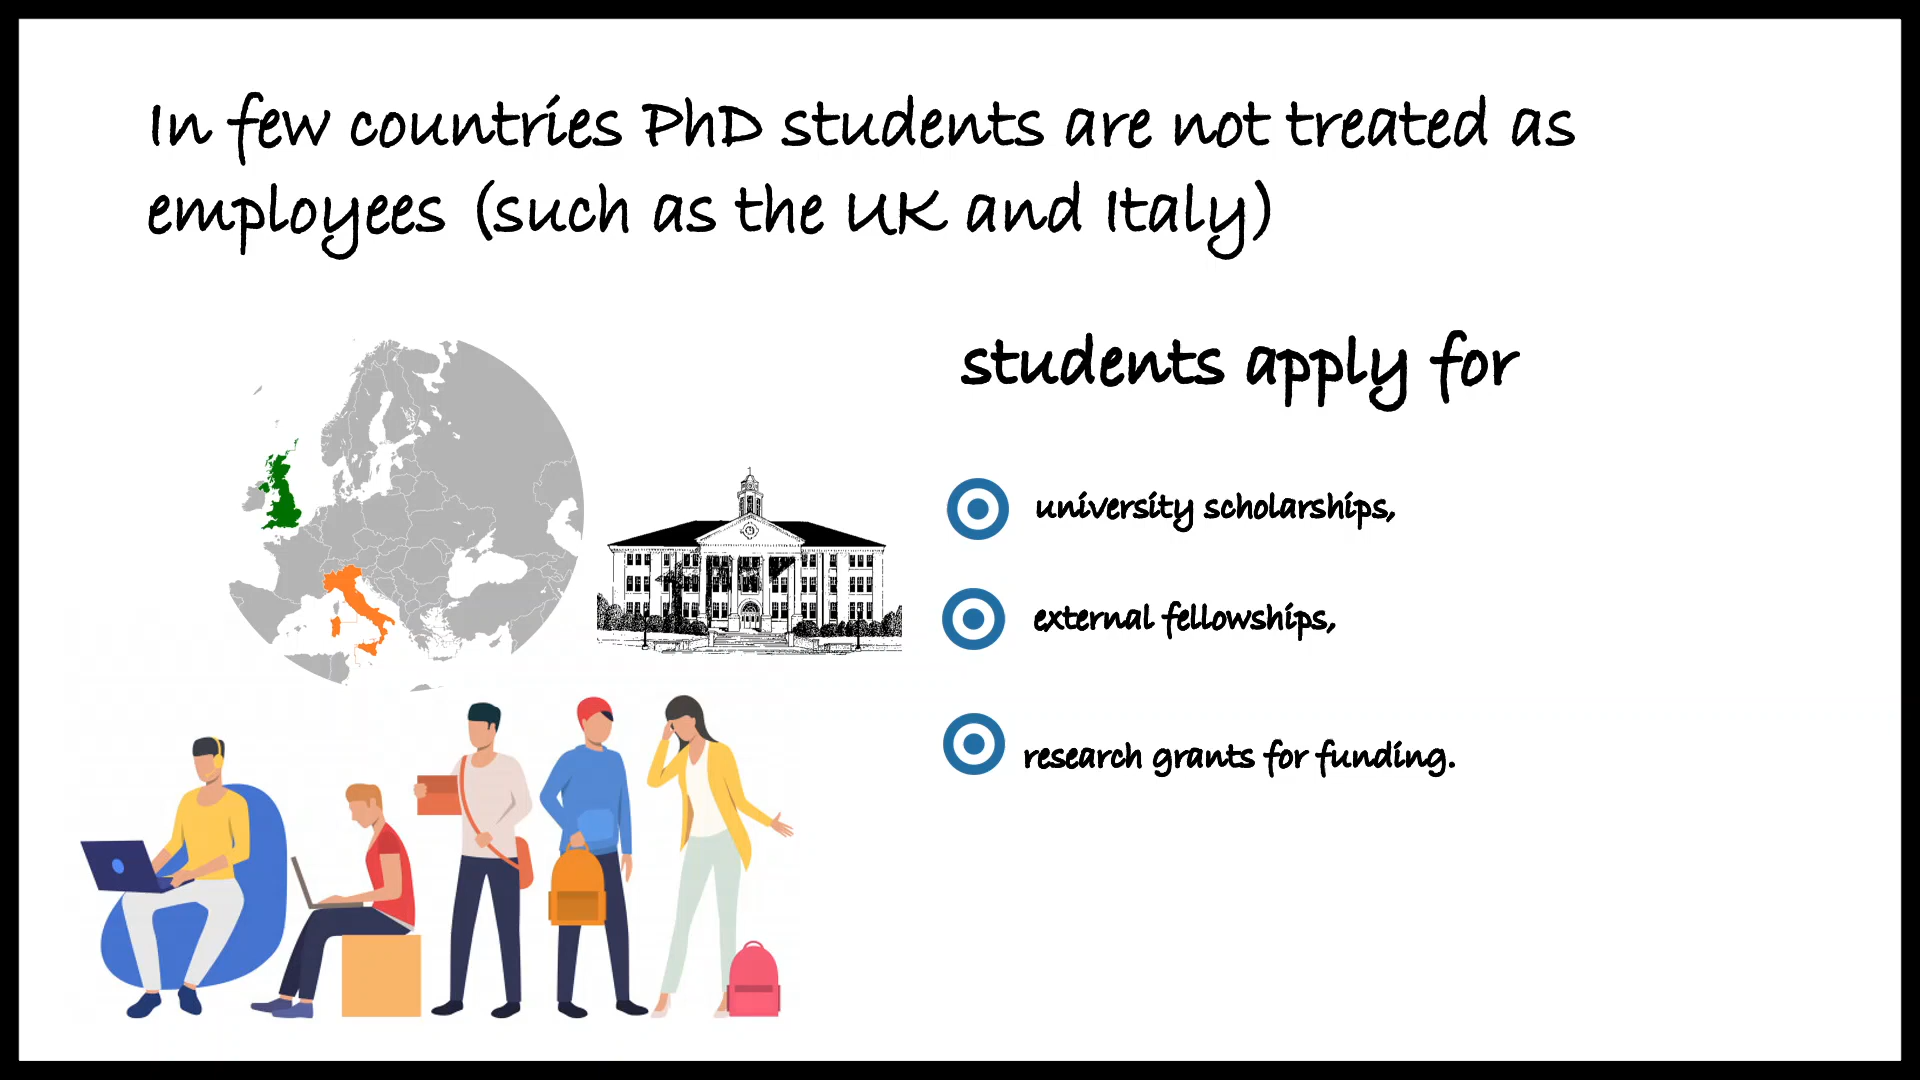 In few countries PhD students are not treated as
employees (such as the UK and Italy)
students apply for
university scholarships,
external fellowships,
research grants for funding.